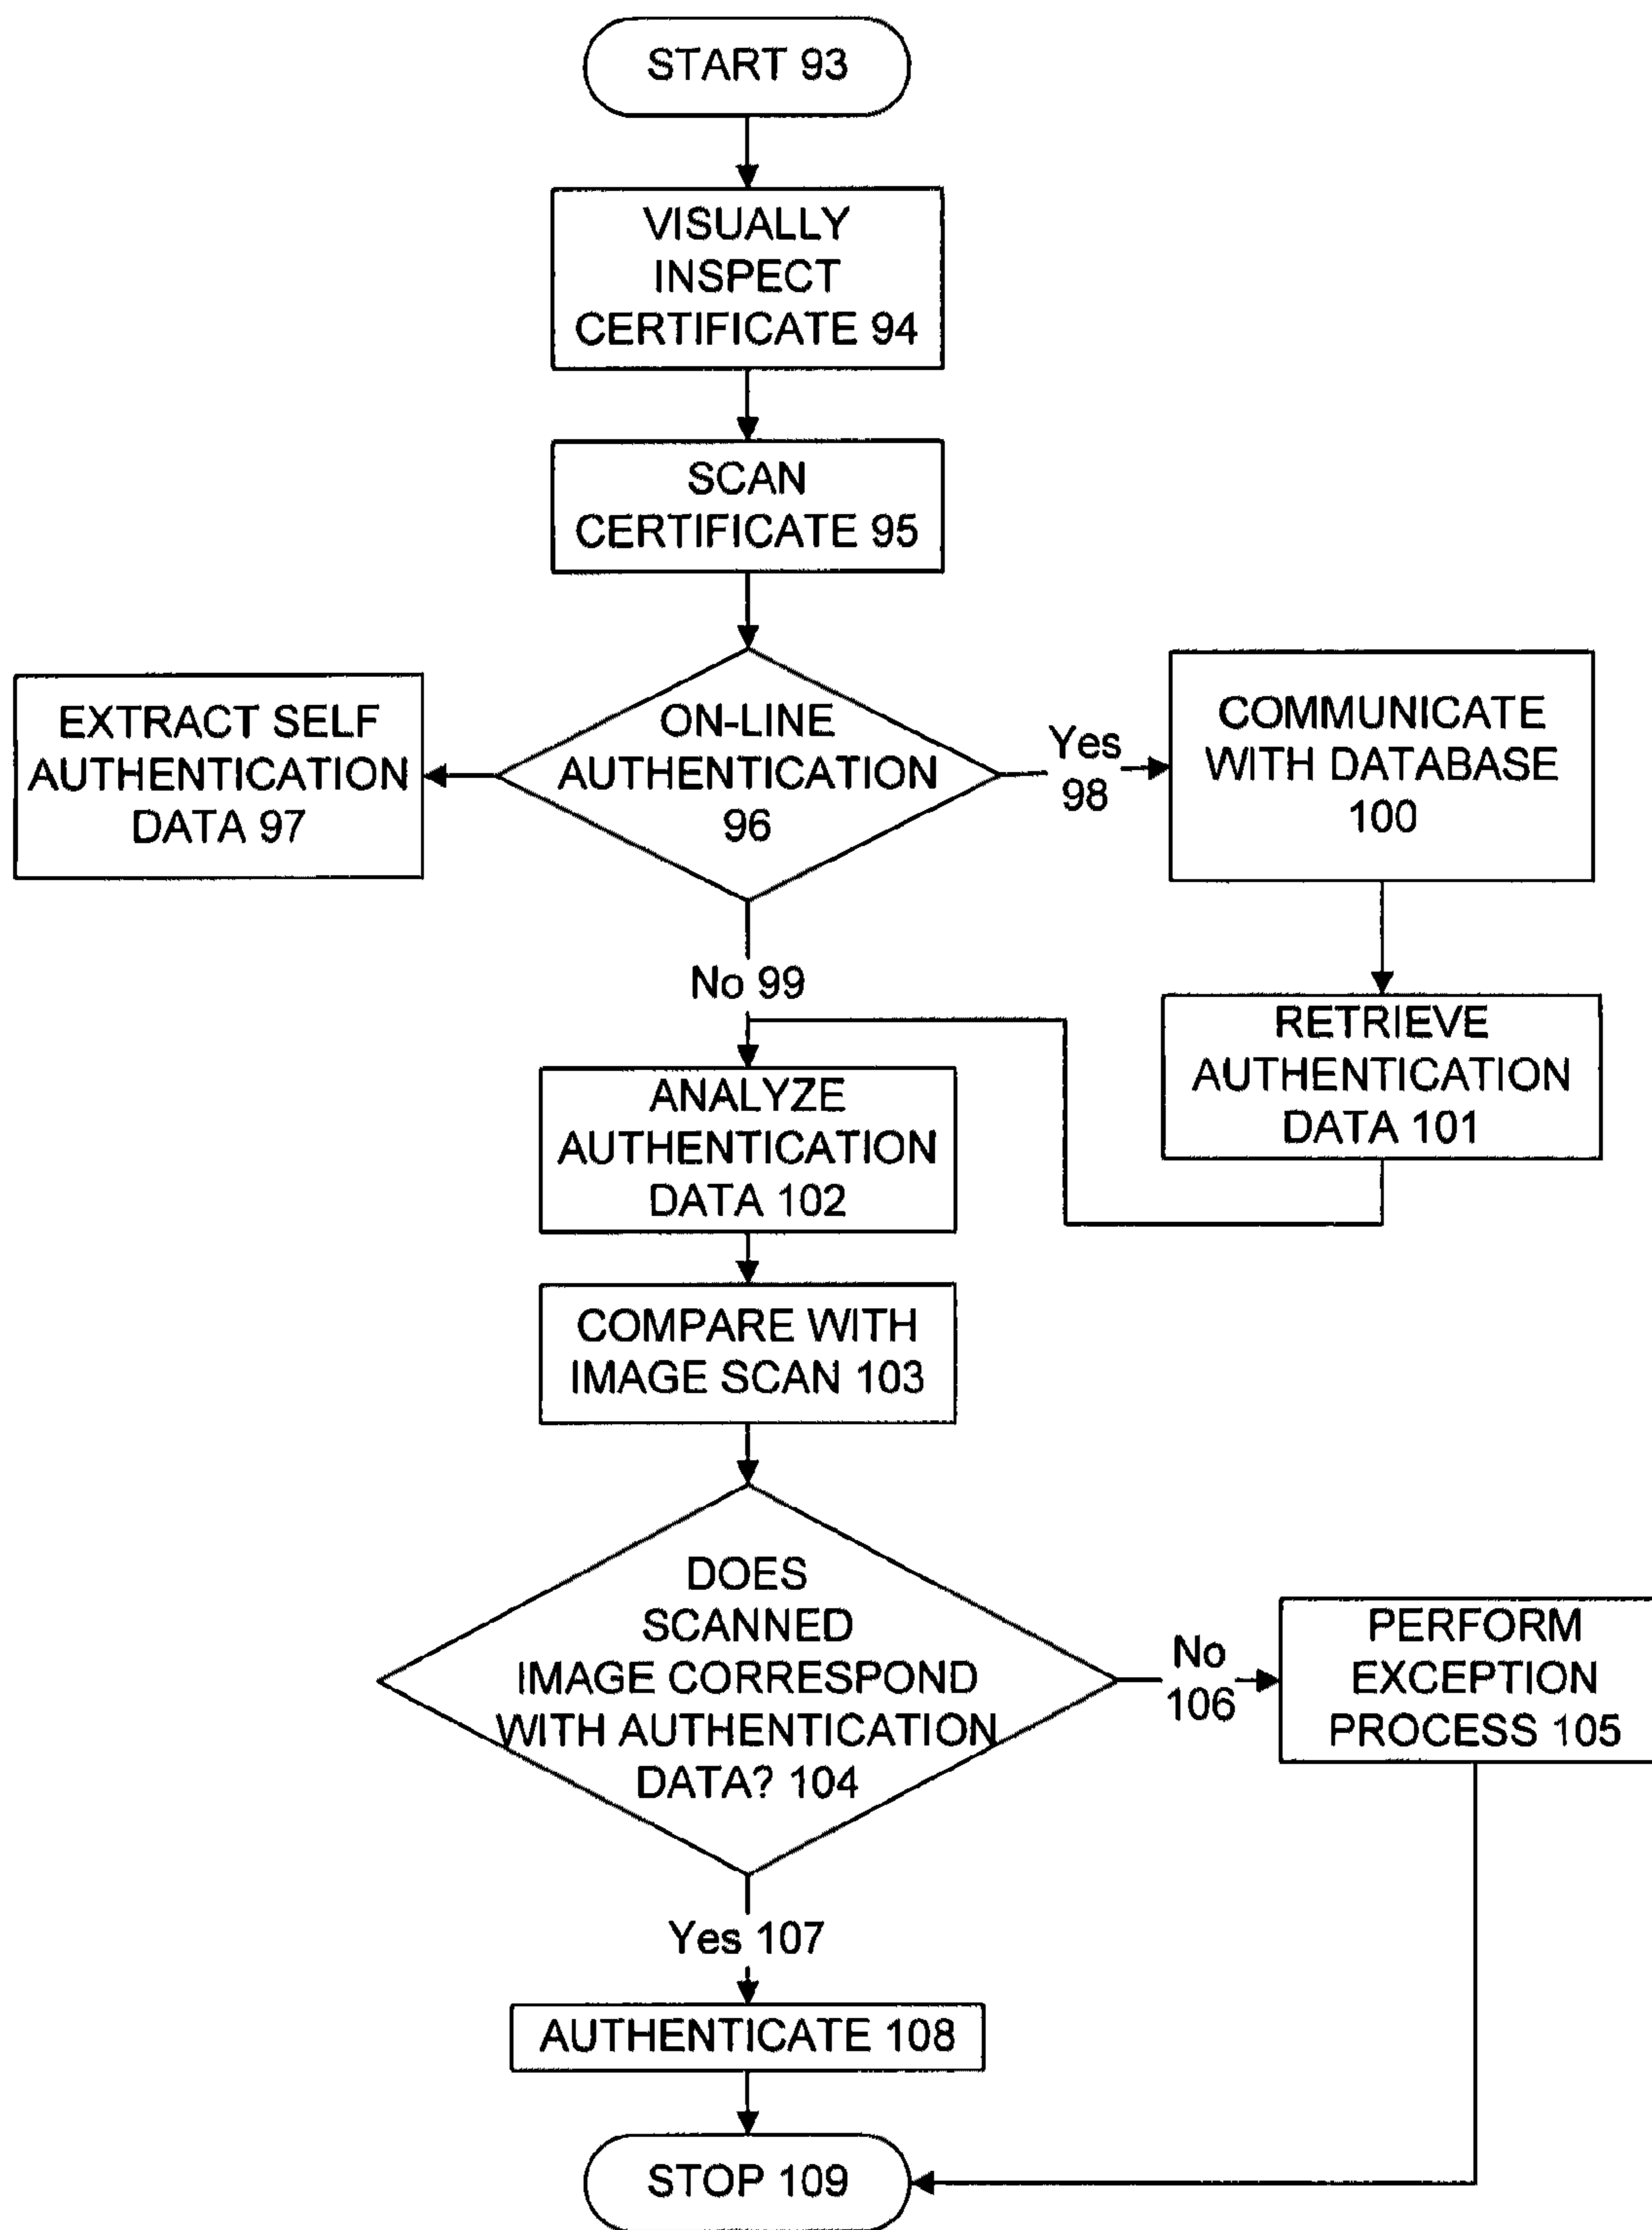 START 93
VISUALLY
INSPECT
CERTIFICATE 94
SCAN
CERTIFICATE 95
ON-LINE
AUTHENTICATION
96
EXTRACT SELF
AUTHENTICATION
DATA 97
Yes
98
COMMUNICATE
WITH DATABASE
100
No 99
RETRIEVE
AUTHENTICATION
DATA 101
ANALYZE
AUTHENTICATION
DATA 102
COMPARE WITH
IMAGE SCAN 103
DOES
SCANNED
IMAGE CORRESPOND
WITH AUTHENTICATION
DATA? 104
No
106
PERFORM
EXCEPTION
PROCESS 105
Yes 107
AUTHENTICATE 108
STOP 109